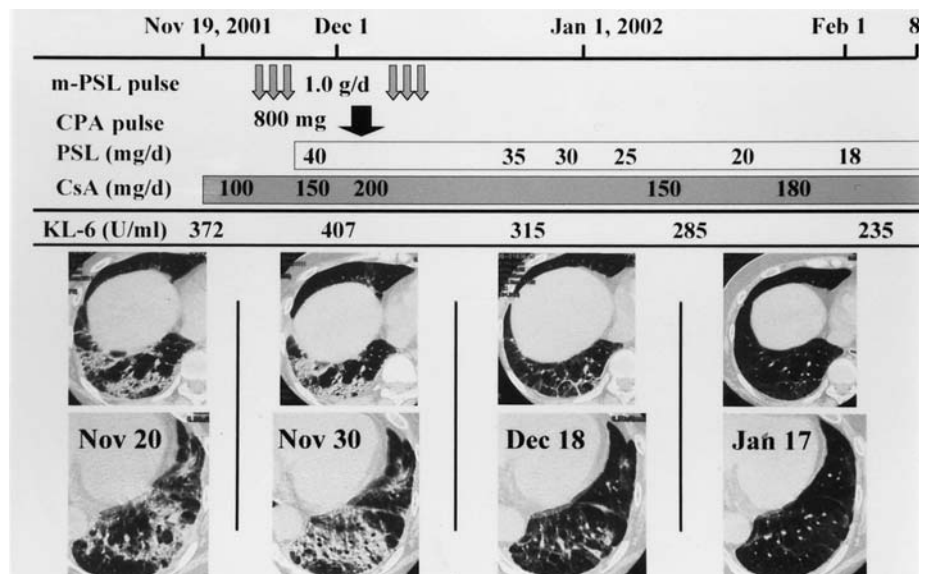 Nov 19, 2001 Dec 1 Jan 1, 2002 Feb 1 8
m-PSL pulse 1.0 g/d
CPA pulse 800 mg
PSL (mg/d) 40 35 30 25 20 18
CsA (mg/d) 100 150 200 150 180
KL-6 (U/ml) 372 407 315 285 235
Nov 20 Nov 30 Dec 18 Jan 17